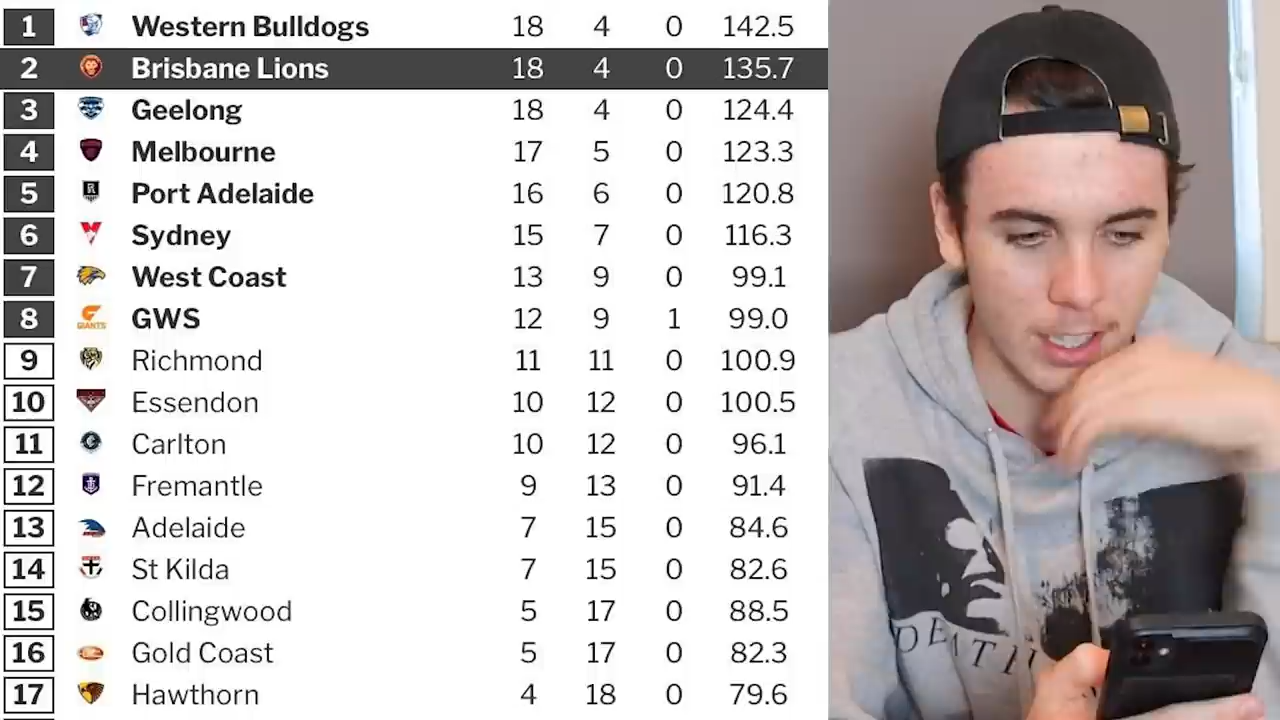 1 Western Bulldogs 18 4 0 142.5
2 Brisbane Lions 18 4 0 135.7
3 Geelong 18 4 0 124.4
4 Melbourne 17 5 0 123.3
5 Port Adelaide 16 6 0 120.8
6 Sydney 15 7 0 116.3
7 West Coast 13 9 0 99.1
8 GIANTS GWS 12 9 1 99.0
9 Richmond 11 11 0 100.9
10 Essendon 10 12 0 100.5
11 Carlton 10 12 0 96.1
12 Fremantle 9 13 0 91.4
13 Adelaide 7 15 0 84.6
14 St Kilda 7 15 0 82.6
15 Collingwood 5 17 0 88.5
16 Gold Coast 5 17 0 82.3
17 Hawthorn 4 18 0 79.6
DEATH